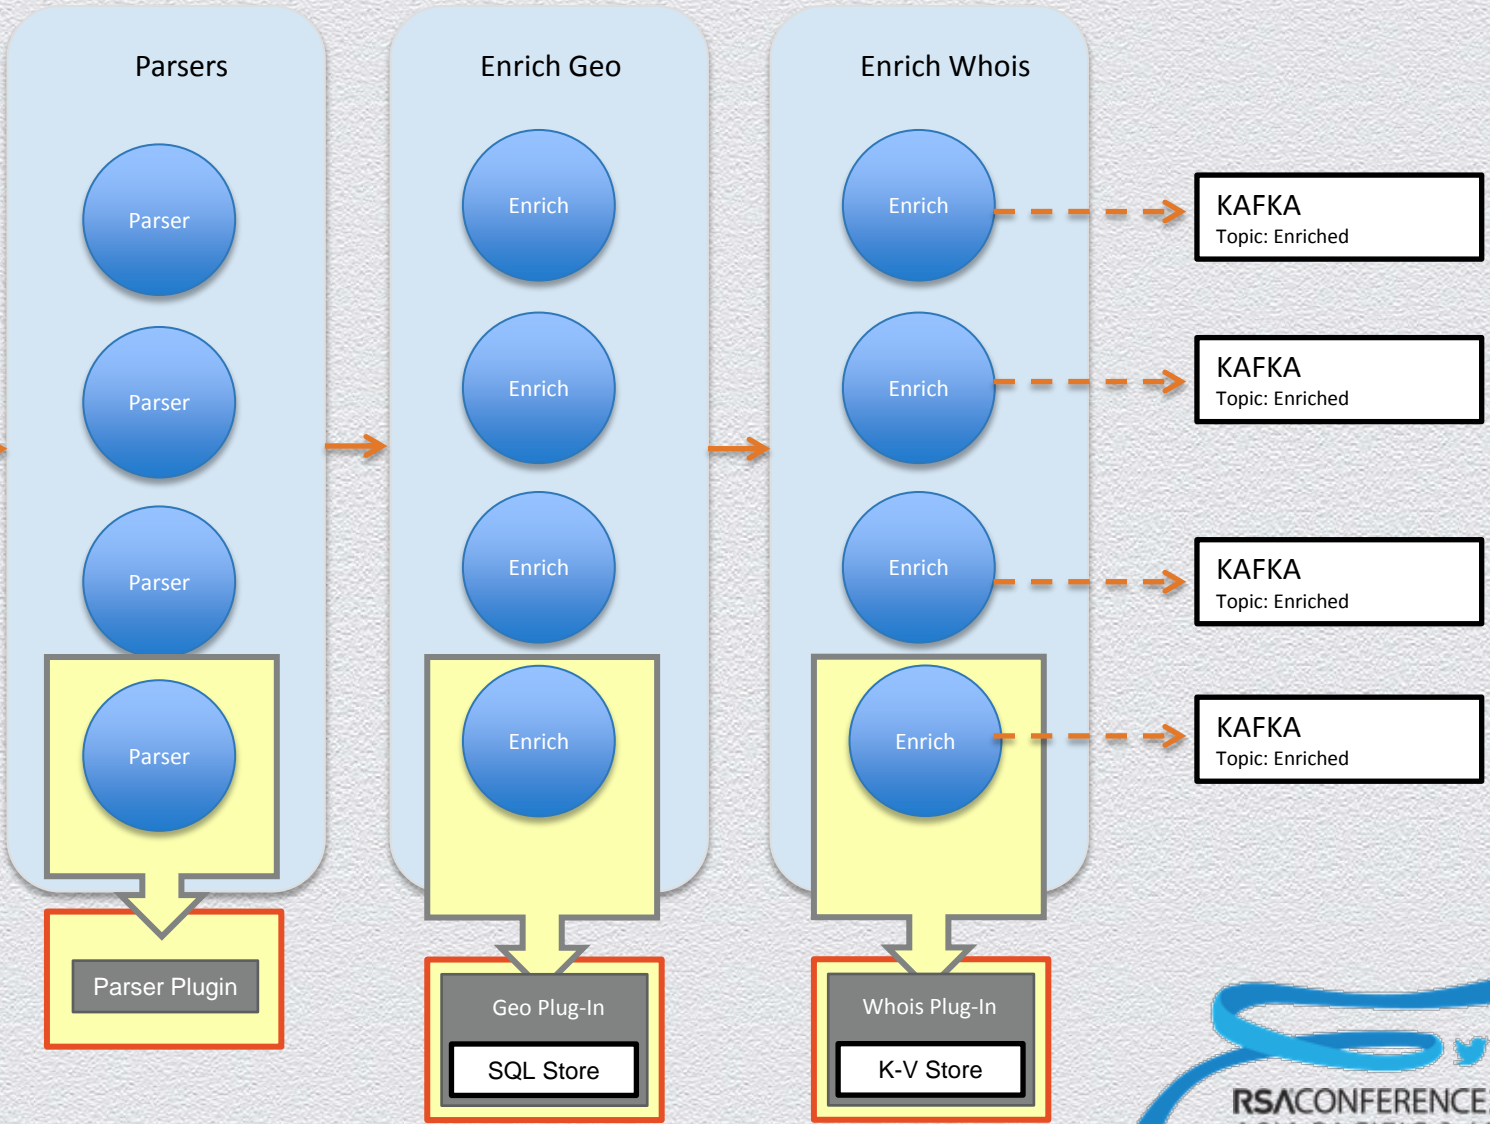 Parsers
Enrich Geo
Enrich Whois
Parser
Enrich
Enrich
KAFKA
Topic: Enriched
Parser
Enrich
Enrich
KAFKA
Topic: Enriched
Parser
Enrich
Enrich
KAFKA
Topic: Enriched
Parser
Enrich
Enrich
KAFKA
Topic: Enriched
Parser Plugin
Geo Plug-In
SQL Store
Whois Plug-In
K-V Store
RSACONFERENCE